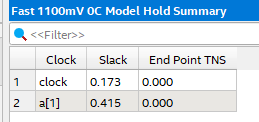 Fast 1100mV 0C Model Hold Summary
<<Filter>>
Clock Slack End Point TNS
1 clock 0.173 0.000
2 a[1] 0.415 0.000